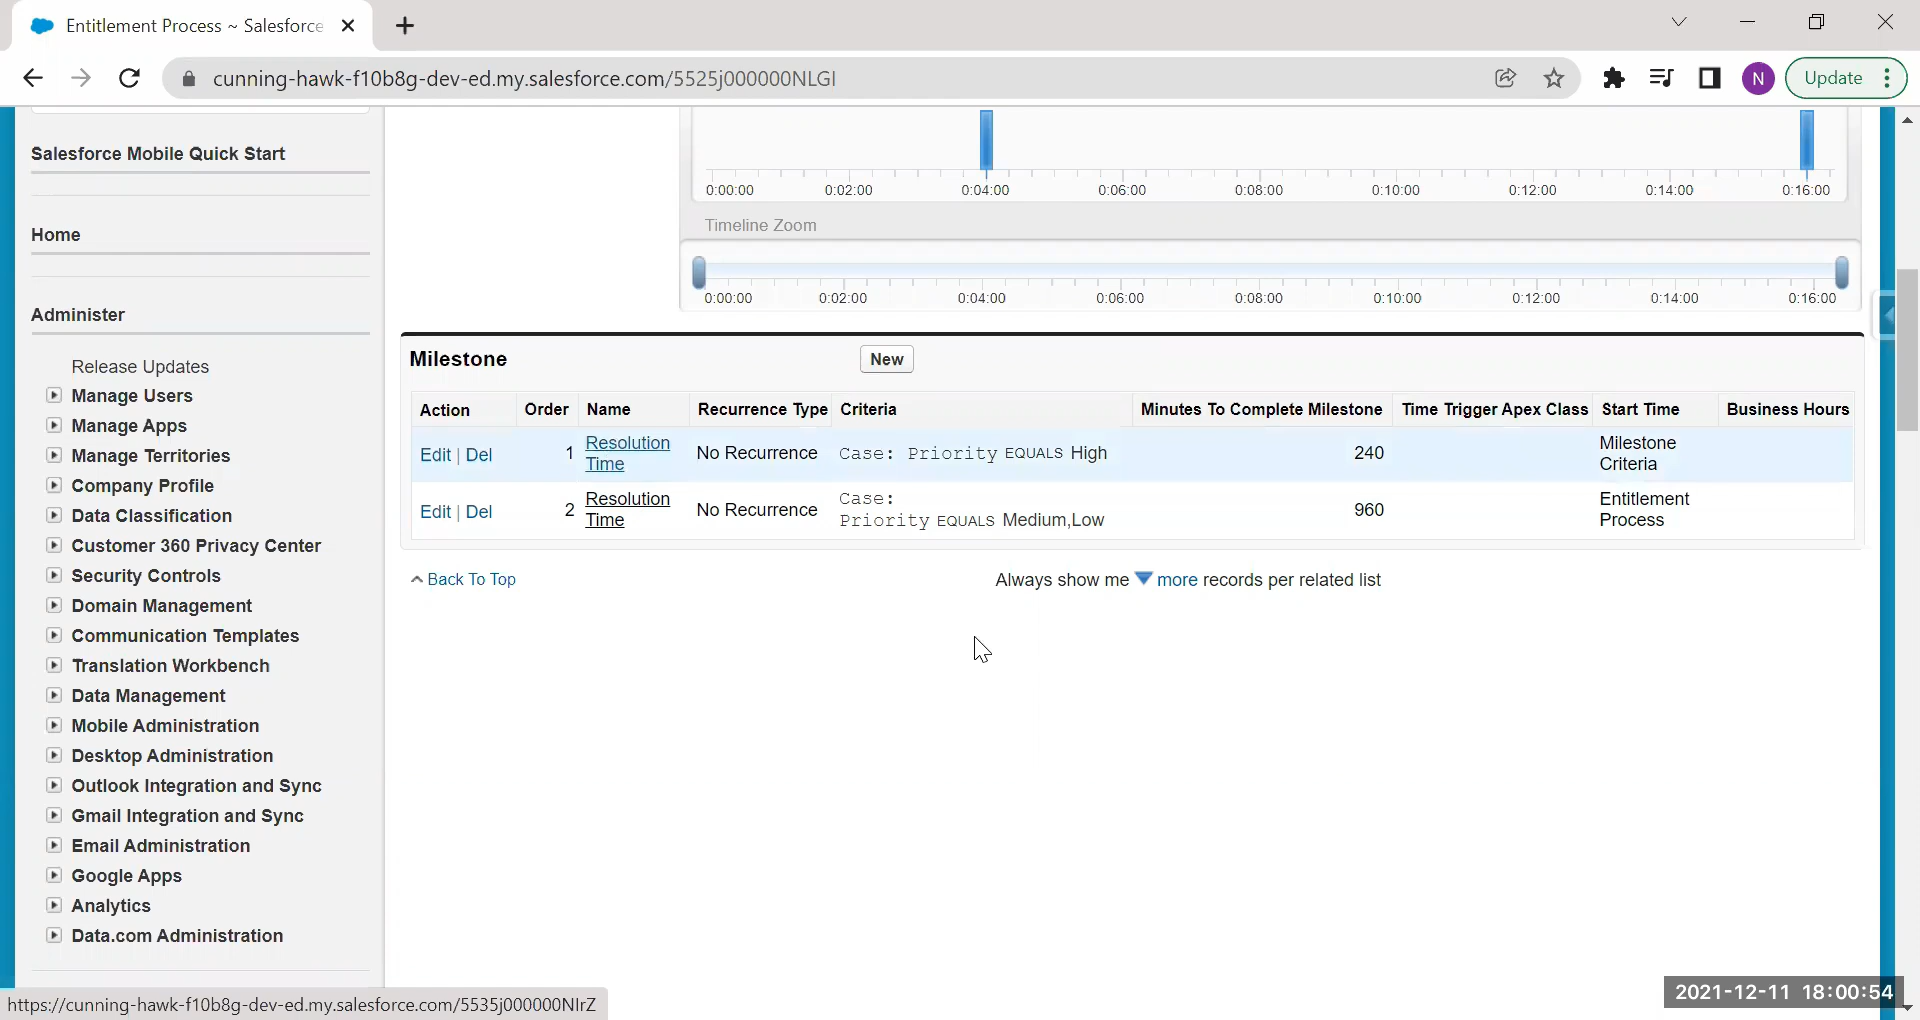 Entitlement Process ~ Salesforce
cunning-hawk-f10b8g-dev-ed.my.salesforce.com/5525j000000NLGI
N
Update
Salesforce Mobile Quick Start
Home
Administer
Release Updates
Manage Users
Manage Apps
Manage Territories
Company Profile
Data Classification
Customer 360 Privacy Center
Security Controls
Domain Management
Communication Templates
Translation Workbench
Data Management
Mobile Administration
Desktop Administration
Outlook Integration and Sync
Gmail Integration and Sync
Email Administration
Google Apps
Analytics
Data.com Administration
0:00:00 0:02:00 0:04:00 0:06:00 0:08:00 0:10:00 0:12:00 0:14:00 0:16:00
Timeline Zoom
0:00:00 0:02:00 0:04:00 0:06:00 0:08:00 0:10:00 0:12:00 0:14:00 0:16:00
Milestone New
Action Order Name Recurrence Type Criteria Minutes To Complete Milestone Time Trigger Apex Class Start Time Business Hours
Edit | Del 1 Resolution Time No Recurrence Case: Priority EQUALS High 240 Milestone Criteria
Edit | Del 2 Resolution Time No Recurrence Case: Priority EQUALS Medium,Low 960 Entitlement Process
Back To Top Always show me more records per related list
https://cunning-hawk-f10b8g-dev-ed.my.salesforce.com/5535j000000NIrZ
2021-12-11 18:00:54